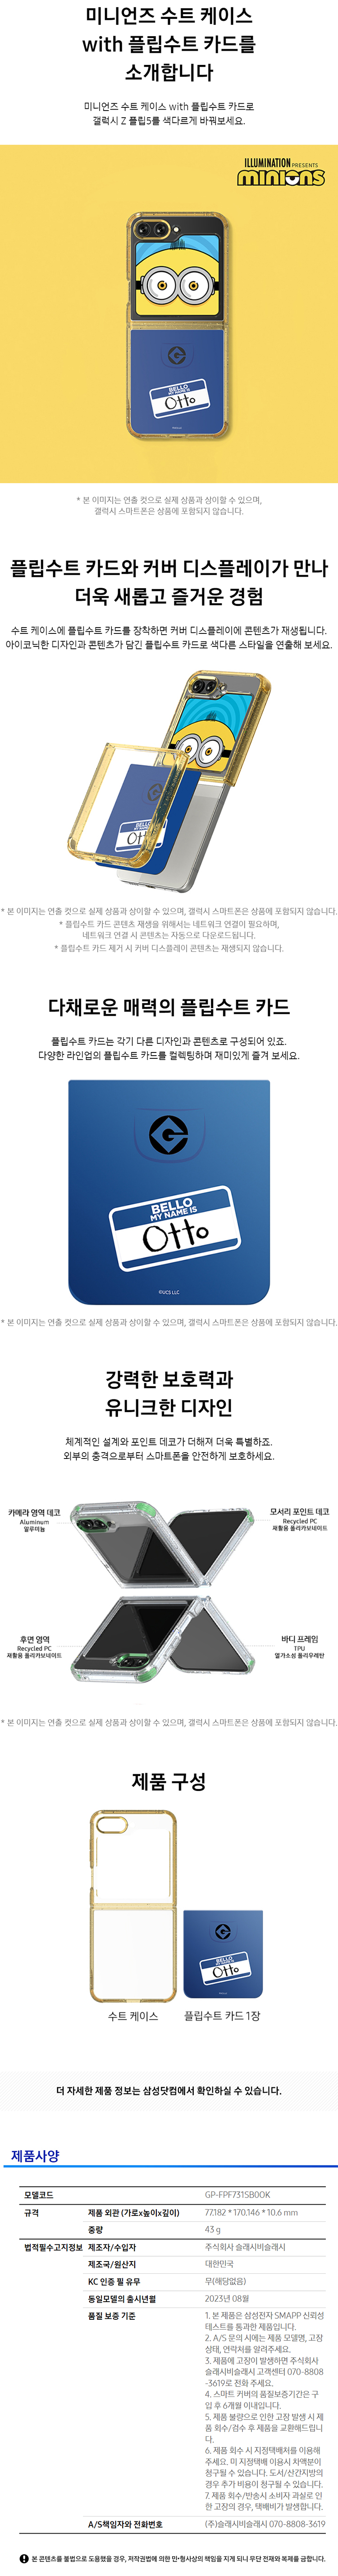 미니언즈 수트 케이스
with 플립수트 카드를
소개합니다
미니언즈 수트 케이스 with 플립수트 카드로
갤럭시 Z 플립5를 색다르게 바꿔보세요.
ILLUMINATION PRESENTS
minions
BELLO
MY NAME IS
Otto
* 본 이미지는 연출 컷으로 실제 상품과 상이할 수 있으며,
갤럭시 스마트폰은 상품에 포함되지 않습니다.
플립수트 카드와 커버 디스플레이가 만나
더욱 새롭고 즐거운 경험
수트 케이스에 플립수트 카드를 장착하면 커버 디스플레이에 콘텐츠가 재생됩니다.
아이코닉한 디자인과 콘텐츠가 담긴 플립수트 카드로 색다른 스타일을 연출해 보세요.
BELLO
MY NAME IS
Otto
* 본 이미지는 연출 컷으로 실제 상품과 상이할 수 있으며, 갤럭시 스마트폰은 상품에 포함되지 않습니다.
* 플립수트 카드 콘텐츠 재생을 위해서는 네트워크 연결이 필요하며,
네트워크 연결 시 콘텐츠는 자동으로 다운로드됩니다.
* 플립수트 카드 제거 시 커버 디스플레이 콘텐츠는 재생되지 않습니다.
다채로운 매력의 플립수트 카드
플립수트 카드는 각기 다른 디자인과 콘텐츠로 구성되어 있죠.
다양한 라인업의 플립수트 카드를 컬렉팅하며 재미있게 즐겨 보세요.
BELLO
MY NAME IS
Otto
©UCS LLC
* 본 이미지는 연출 컷으로 실제 상품과 상이할 수 있으며, 갤럭시 스마트폰은 상품에 포함되지 않습니다.
강력한 보호력과
유니크한 디자인
체계적인 설계와 포인트 데코가 더해져 더욱 특별하죠.
외부의 충격으로부터 스마트폰을 안전하게 보호하세요.
카메라 영역 데코
Aluminum
알루미늄
모서리 포인트 데코
Recycled PC
재활용 폴리카보네이트
후면 영역
Recycled PC
재활용 폴리카보네이트
바디 프레임
TPU
열가소성 폴리우레탄
* 본 이미지는 연출 컷으로 실제 상품과 상이할 수 있으며, 갤럭시 스마트폰은 상품에 포함되지 않습니다.
제품 구성
BELLO
MY NAME IS
Otto
수트 케이스
플립수트 카드 1장
더 자세한 제품 정보는 삼성닷컴에서 확인하실 수 있습니다.
제품사양
모델코드 GP-FPF731SB0OK
규격 제품 외관 (가로x높이x깊이) 77.182 * 170.146 * 10.6 mm
중량 43 g
법적필수고지정보 제조자/수입자 주식회사 슬래시비슬래시
제조국/원산지 대한민국
KC 인증 필 유무 무(해당없음)
동일모델의 출시년월 2023년 08월
품질 보증 기준 1. 본 제품은 삼성전자 SMAPP 신뢰성
테스트를 통과한 제품입니다.
2. A/S 문의 시에는 제품 모델명, 고장
상태, 연락처를 알려주세요.
3. 제품에 고장이 발생하면 주식회사
슬래시비슬래시 고객센터 070-8808
-3619로 전화 주세요.
4. 스마트 커버의 품질보증기간은 구
입 후 6개월 이내입니다.
5. 제품 불량으로 인한 고장 발생 시 제
품 회수/검수 후 제품을 교환해드립니
다.
6. 제품 회수 시 지정택배처를 이용해
주세요. 미 지정택배 이용시 차액분이
청구될 수 있습니다. 도서/산간지방의
경우 추가 비용이 청구될 수 있습니다.
7. 제품 회수/반송시 소비자 과실로 인
한 고장의 경우, 택배비가 발생합니다.
A/S책임자와 전화번호 (주)슬래시비슬래시 070-8808-3619
본 콘텐츠를 불법으로 도용했을 경우, 저작권법에 의한 민•형사상의 책임을 지게 되니 무단 전재와 복제를 금합니다.